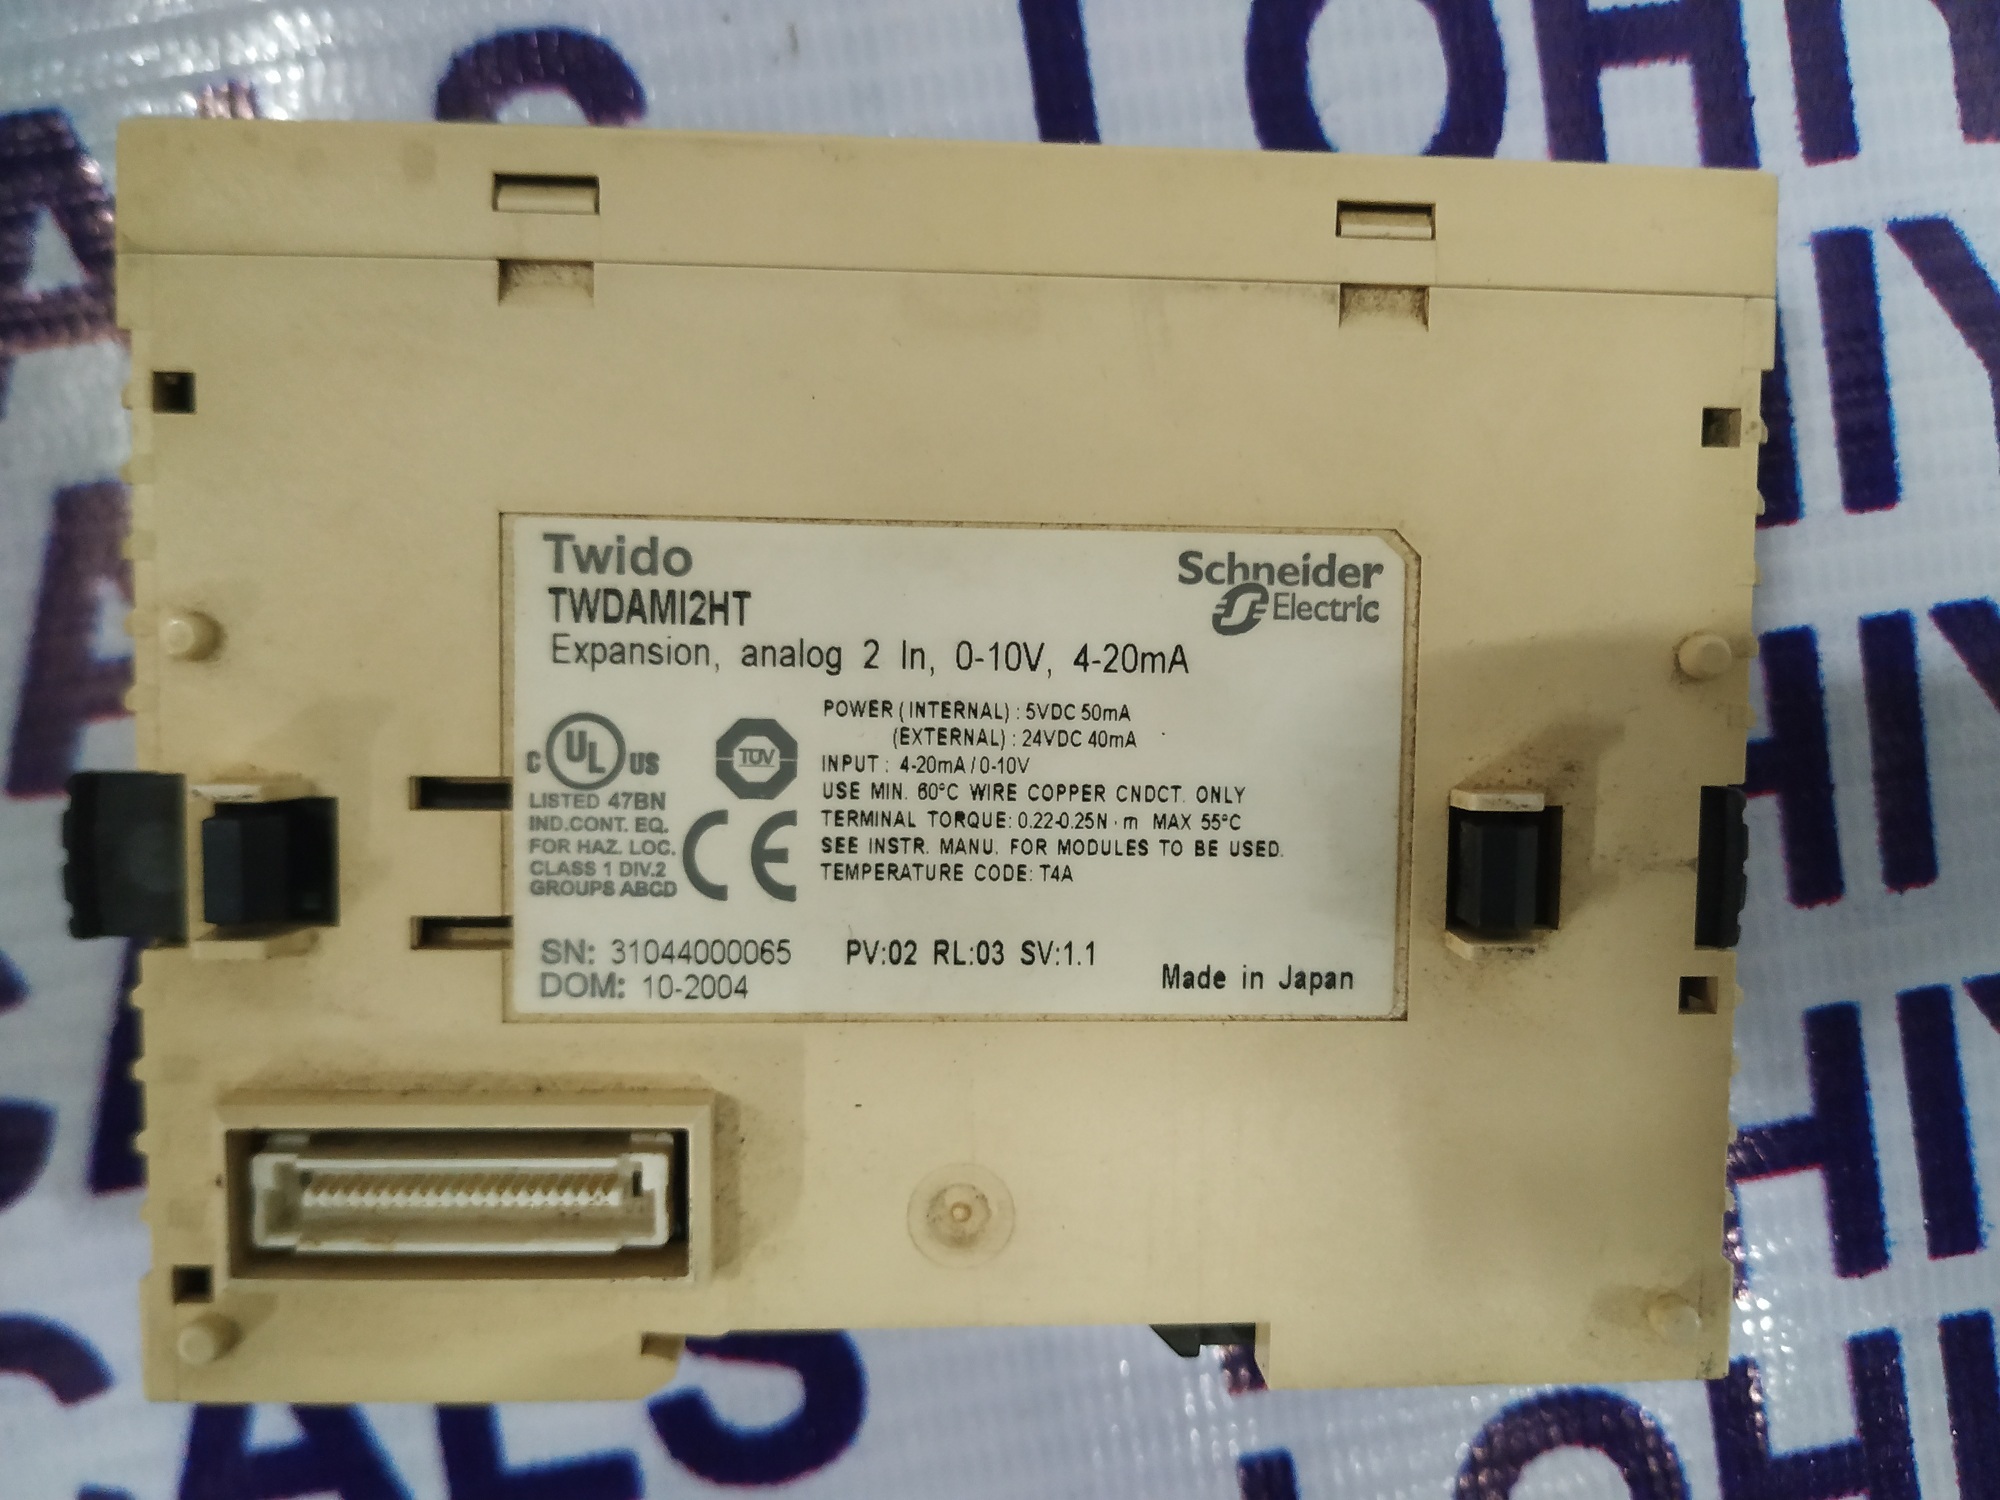 Twido
Schneider
Electric
TWDAMI2HT
Expansion, analog 2 In, 0-10V, 4-20mA
POWER (INTERNAL) : 5VDC 50mA
(EXTERNAL) : 24VDC 40mA
INPUT : 4-20mA / 0-10V
USE MIN. 60°C WIRE COPPER CNDCT. ONLY
TERMINAL TORQUE: 0.22-0.25N·m MAX 55°C
SEE INSTR. MANU. FOR MODULES TO BE USED.
TEMPERATURE CODE: T4A
C UL US
TUV
LISTED 47BN
IND.CONT. EQ.
FOR HAZ. LOC.
CLASS 1 DIV.2
GROUPS ABCD
CE
SN: 31044000065 PV:02 RL:03 SV:1.1
DOM: 10-2004
Made in Japan